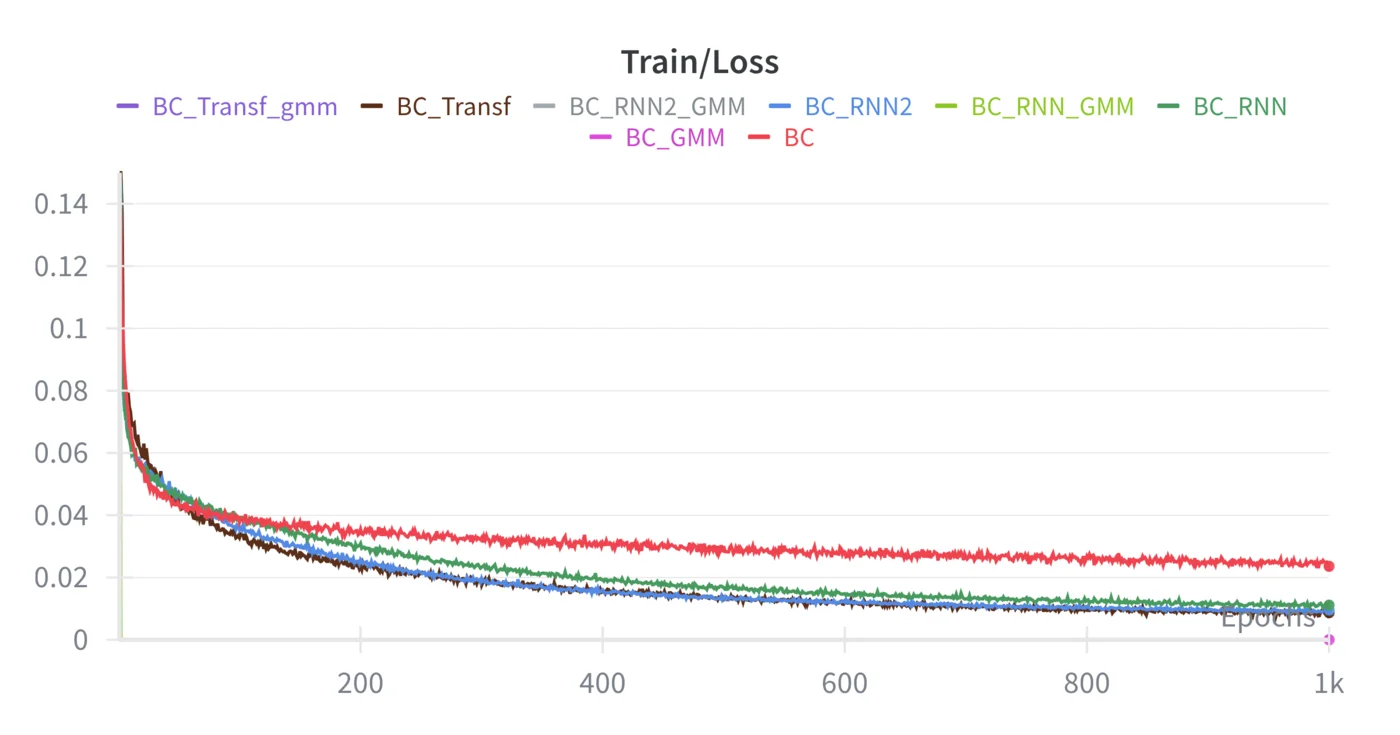 Train/Loss
BC_Transf_gmm BC_Transf BC_RNN2_GMM BC_RNN2 BC_RNN_GMM BC_RNN
BC_GMM BC
0.14
0.12
0.1
0.08
0.06
0.04
0.02
0
Epochs
200 400 600 800 1k